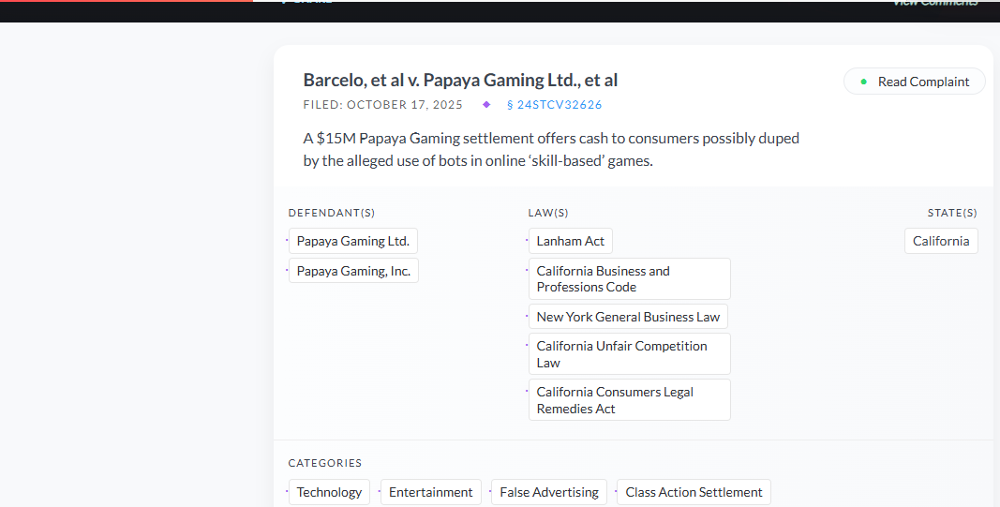 View Comments
Barcelo, et al v. Papaya Gaming Ltd., et al
Read Complaint
FILED: OCTOBER 17, 2025 ◆ § 24STCV32626
A $15M Papaya Gaming settlement offers cash to consumers possibly duped
by the alleged use of bots in online ‘skill-based’ games.
DEFENDANT(S)
Papaya Gaming Ltd.
Papaya Gaming, Inc.
LAW(S)
Lanham Act
California Business and
Professions Code
New York General Business Law
California Unfair Competition
Law
California Consumers Legal
Remedies Act
STATE(S)
California
CATEGORIES
Technology
Entertainment
False Advertising
Class Action Settlement